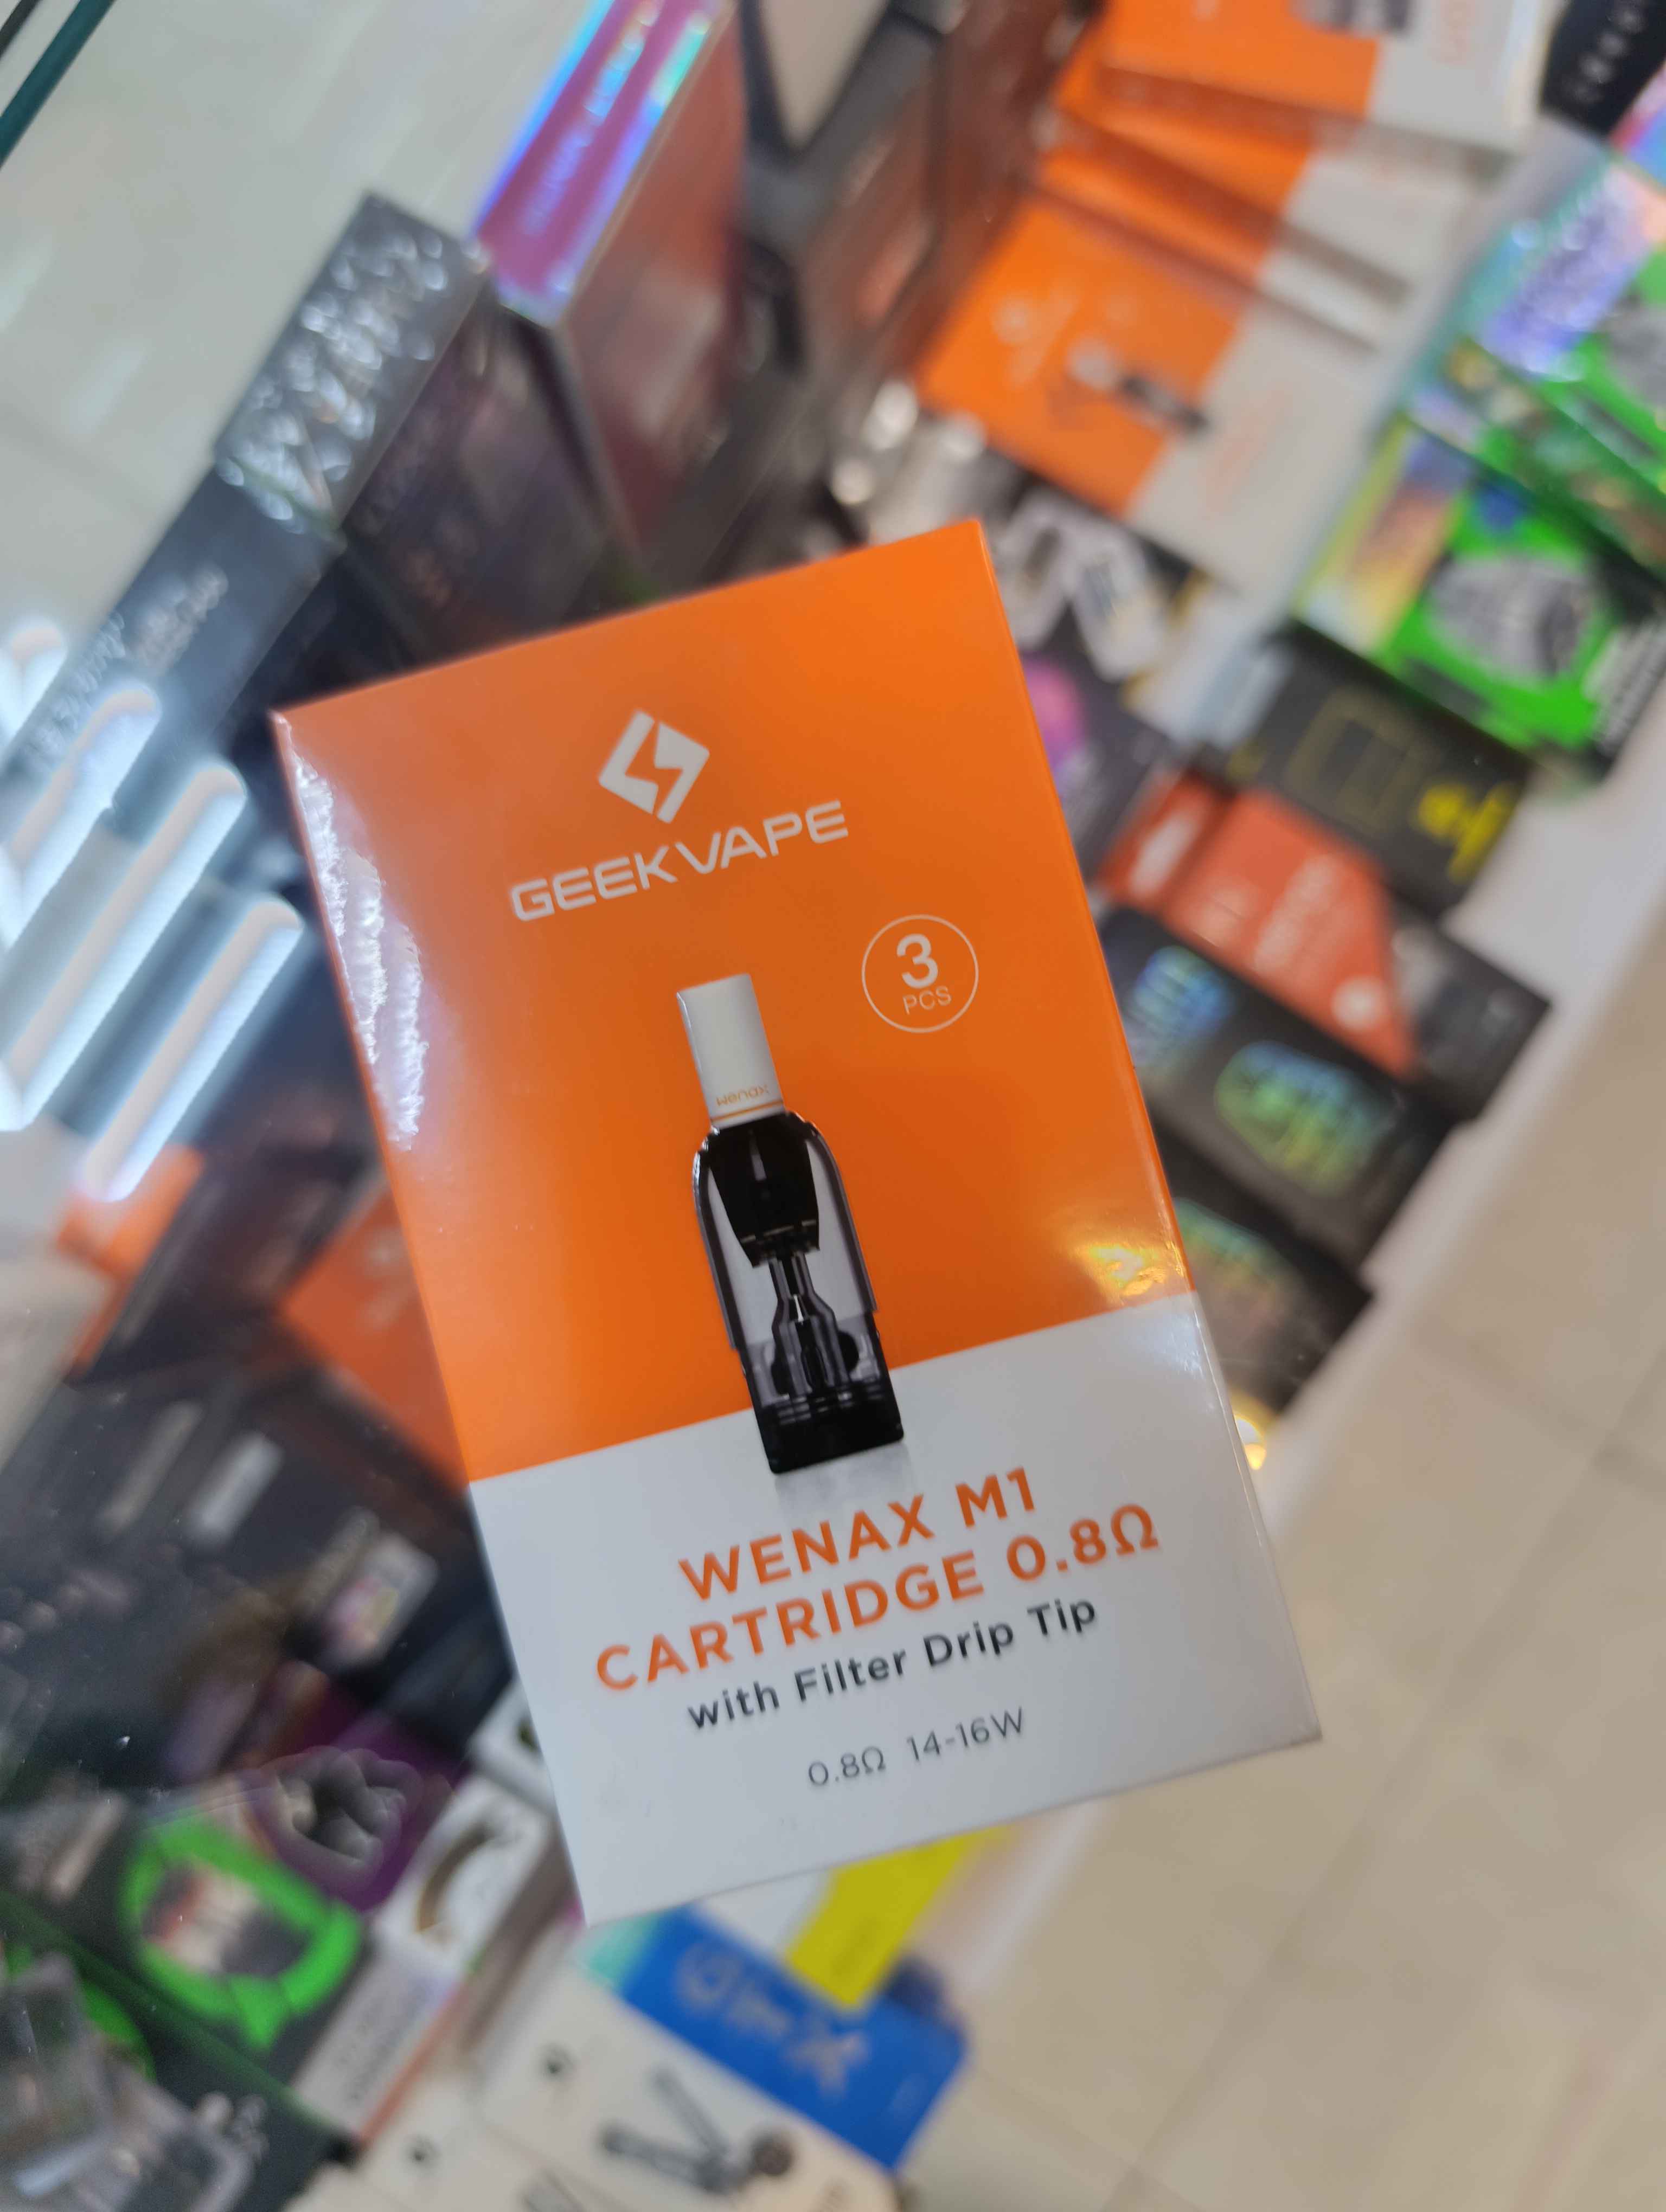 GEEKVAPE
3
PCS
wenax
WENAX M1
CARTRIDGE 0.8Ω
with Filter Drip Tip
0.8Ω 14-16W